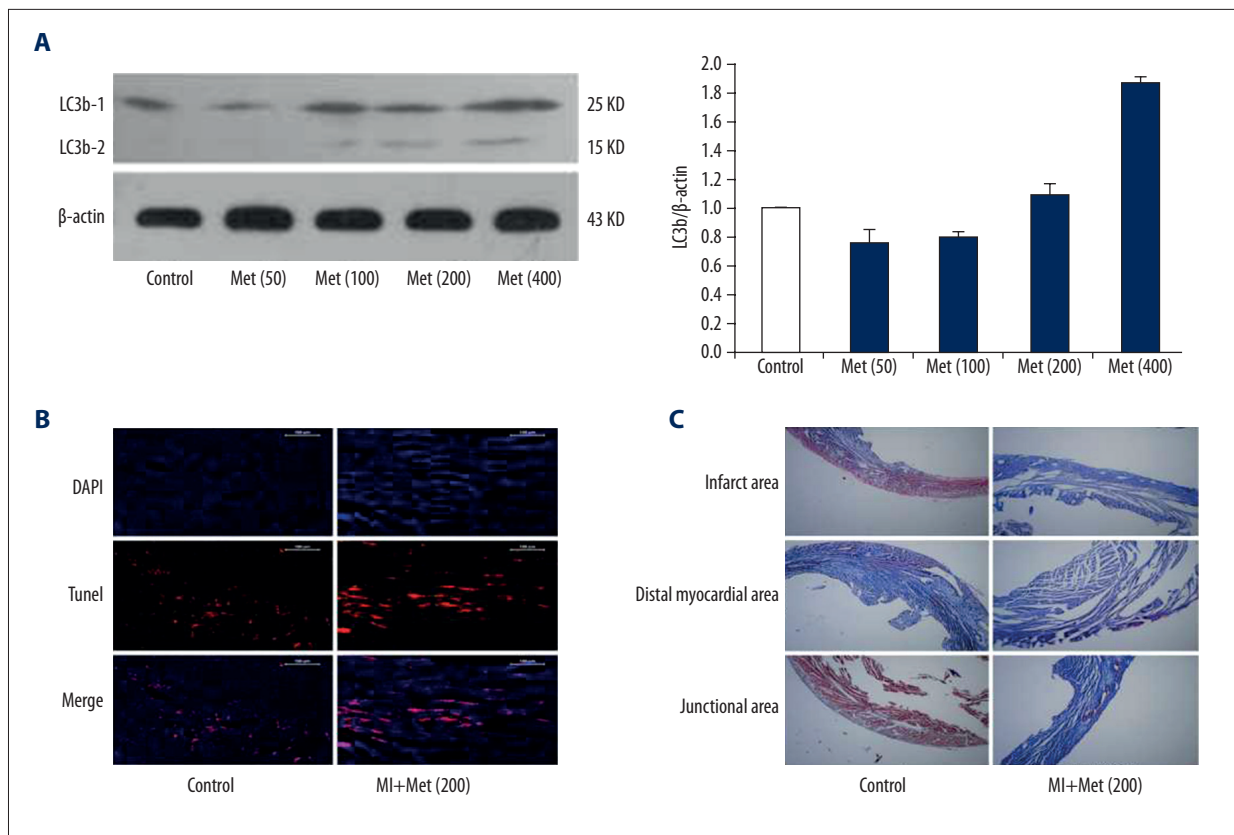 A
LC3b-1
25 KD
LC3b-2
15 KD
β-actin
43 KD
Control Met (50) Met (100) Met (200) Met (400)
LC3b/β-actin
2.0
1.8
1.6
1.4
1.2
1.0
0.8
0.6
0.4
0.2
0.0
Control Met (50) Met (100) Met (200) Met (400)
B
DAPI
Tunel
Merge
Control MI+Met (200)
C
Infarct area
Distal myocardial area
Junctional area
Control MI+Met (200)